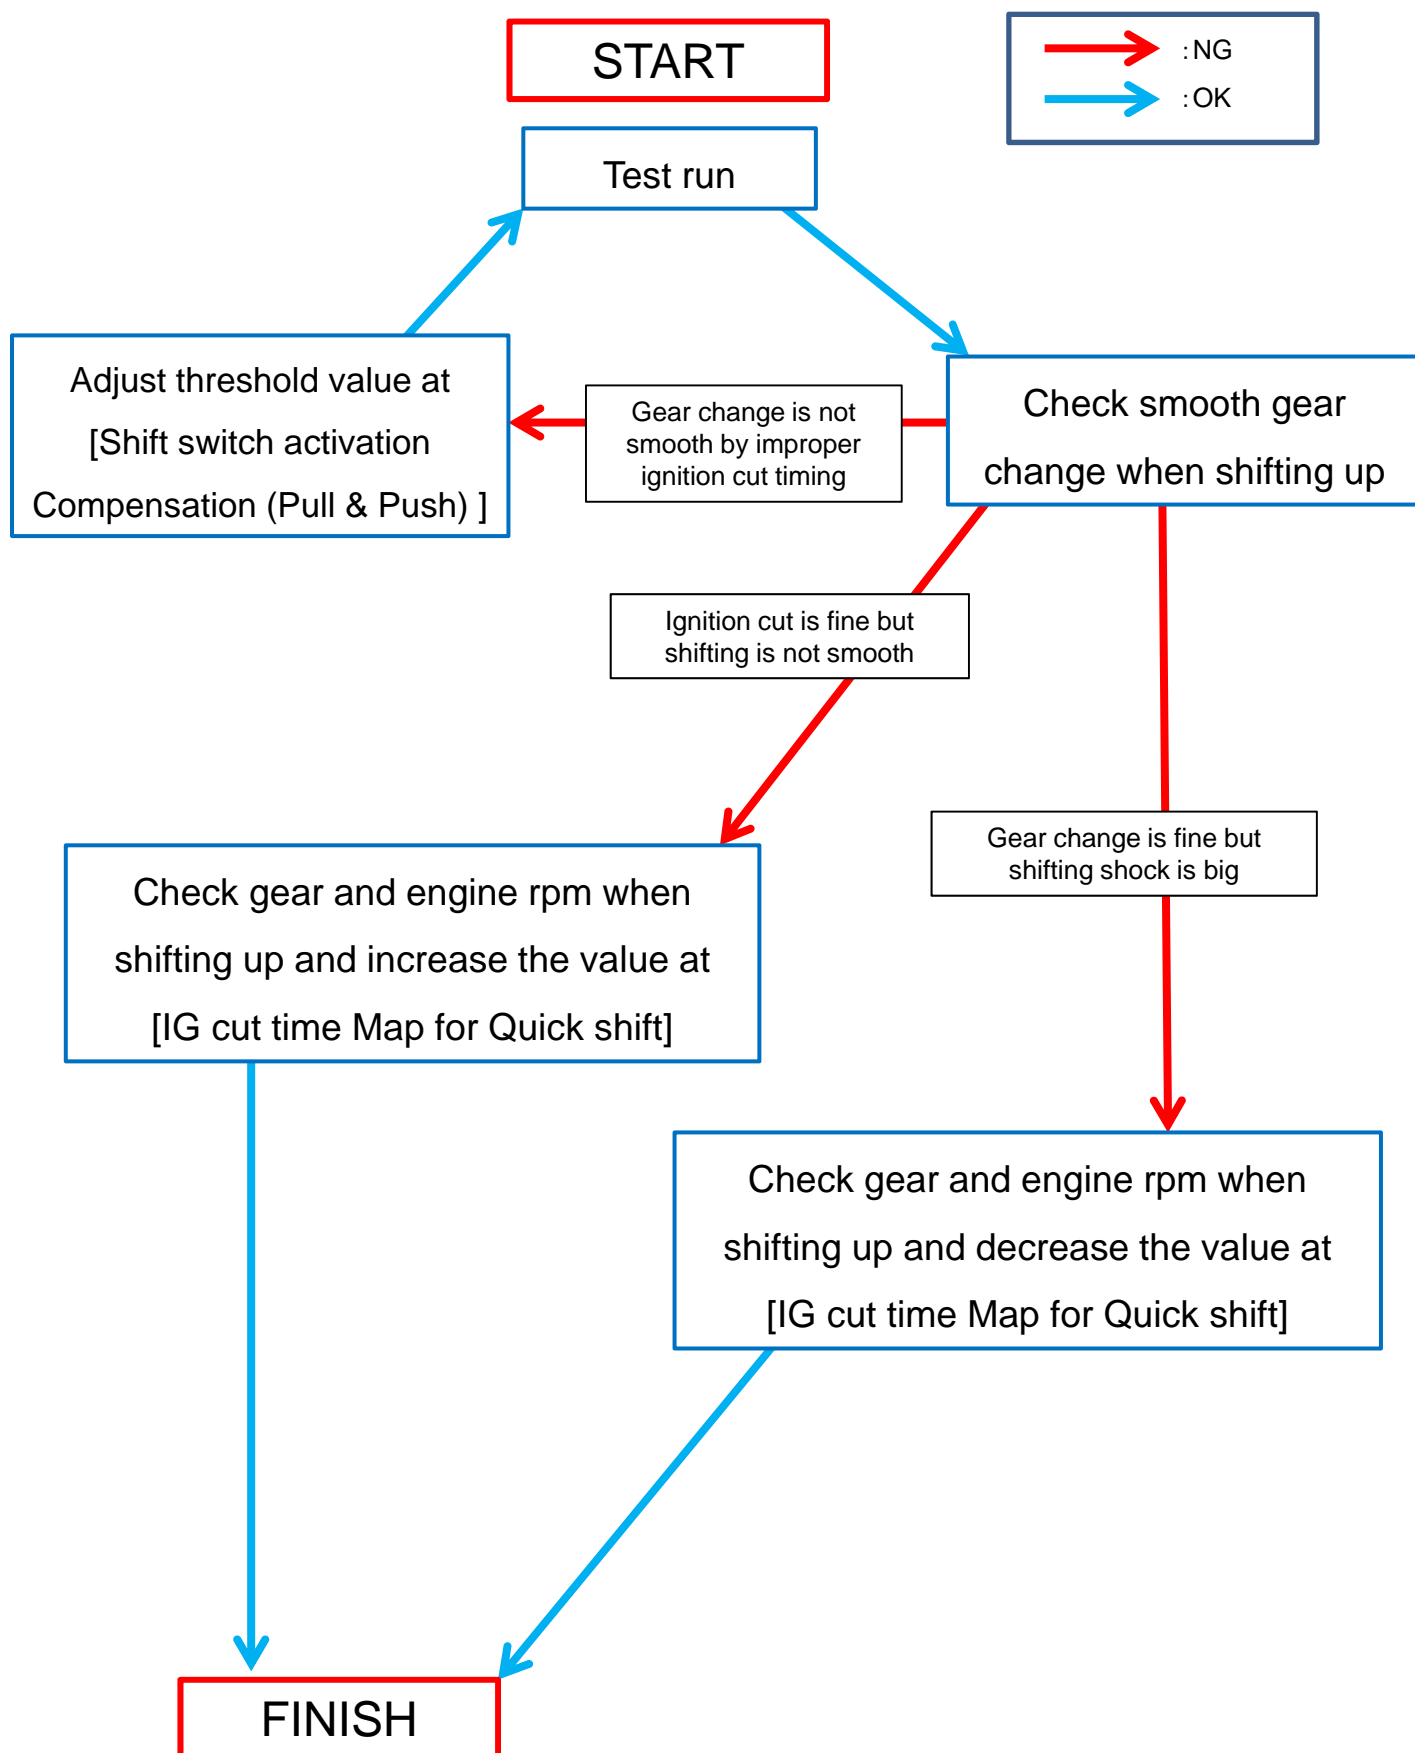 START
: NG
: OK
Test run
Adjust threshold value at
[Shift switch activation
Compensation (Pull & Push) ]
Gear change is not
smooth by improper
ignition cut timing
Check smooth gear
change when shifting up
Ignition cut is fine but
shifting is not smooth
Gear change is fine but
shifting shock is big
Check gear and engine rpm when
shifting up and increase the value at
[IG cut time Map for Quick shift]
Check gear and engine rpm when
shifting up and decrease the value at
[IG cut time Map for Quick shift]
FINISH